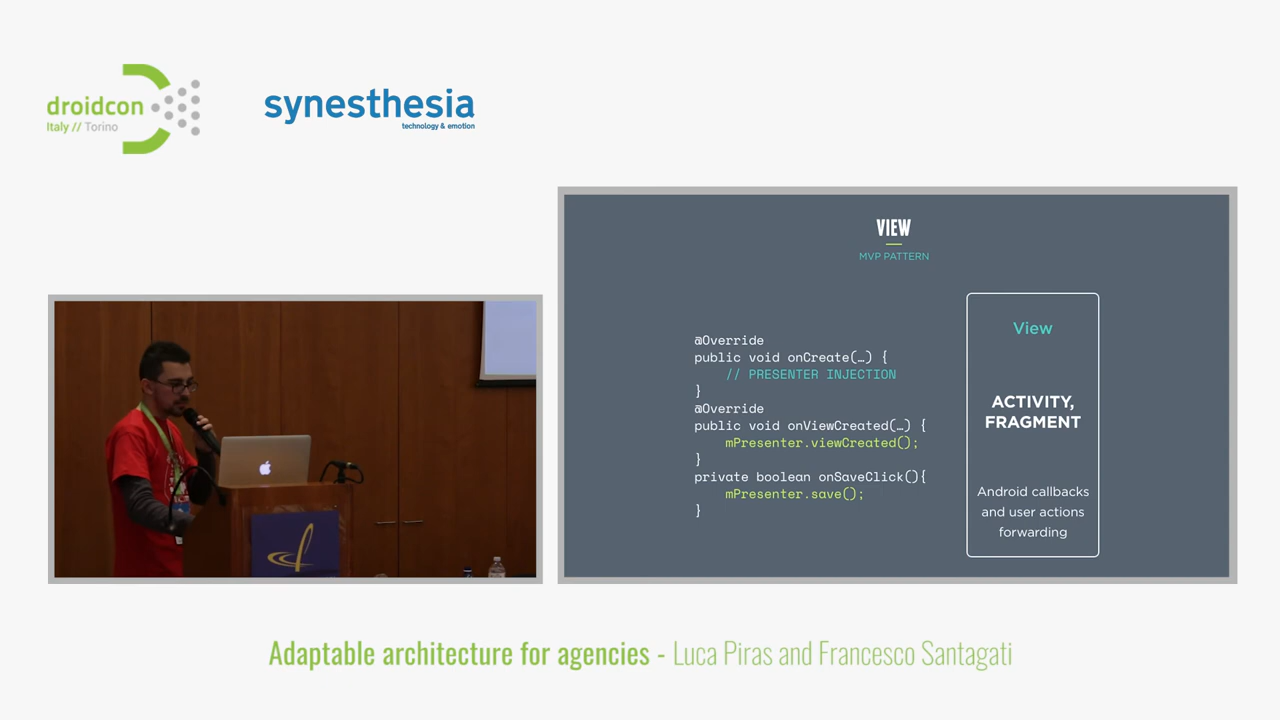 droidcon
Italy // Torino
synesthesia
technology & emotion
VIEW
MVP PATTERN
@Override
public void onCreate(…) {
// PRESENTER INJECTION
}
@Override
public void onViewCreated(…) {
mPresenter.viewCreated();
}
private boolean onSaveClick(){
mPresenter.save();
}
View
ACTIVITY,
FRAGMENT
Android callbacks
and user actions
forwarding
Adaptable architecture for agencies - Luca Piras and Francesco Santagati